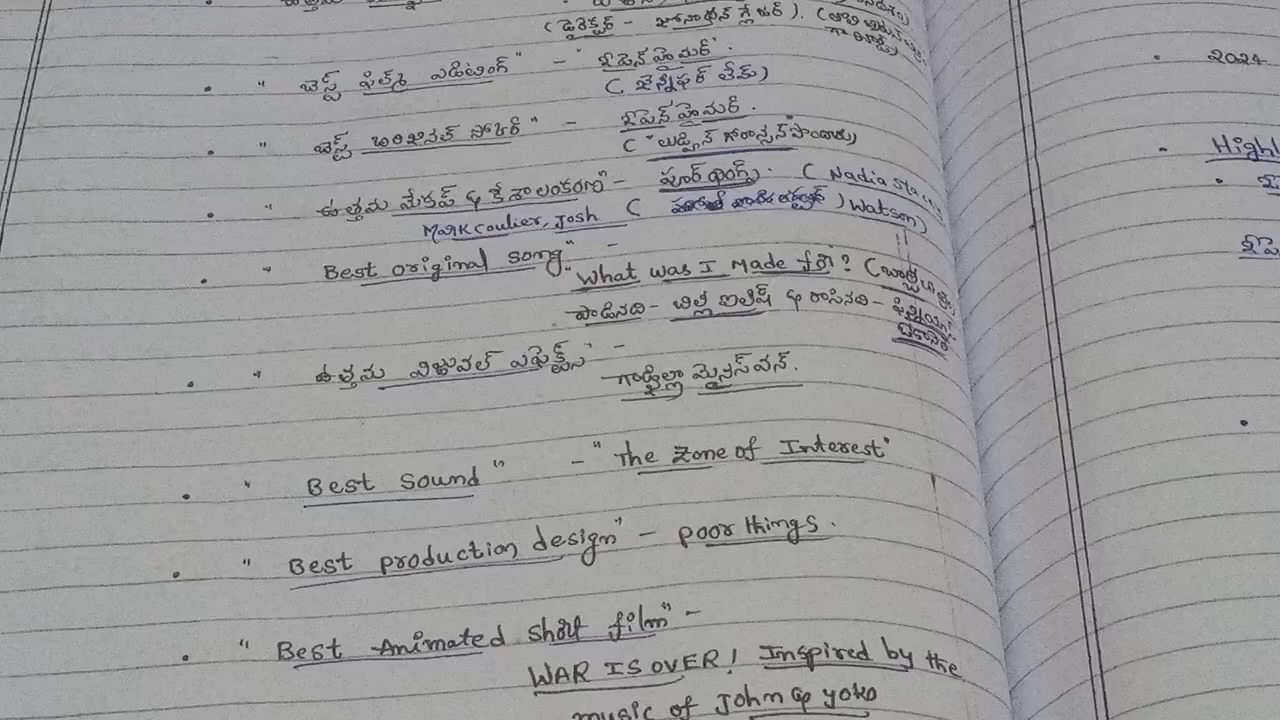 (డైరెక్టర్ - జోనాథన్ గ్లేజర్).
" బెస్ట్ ఫిల్మ్ ఎడిటింగ్" - "ఓపెన్ హైమర్".
( జెన్నీఫర్ లేమ్)
" బెస్ట్ ఒరిజినల్ స్కోర్" - ఓపెన్ హైమర్.
( "లుడ్విన్ గోరాన్సన్ పొందారు)
" ఉత్తమ మేకప్ & కేశాలంకరణ" - పూర్ థింగ్స్. ( Nadia
Mark Coulier, Josh ( ) Watson)
" Best original song" -
"What was I Made for? (బార్బీ
పాడినది - బిల్లీ ఐలిష్ & రాసినది -
" ఉత్తమ విజువల్ ఎఫెక్ట్స్" -
గాడ్జిల్లా మైనస్ వన్.
" Best Sound" - "The Zone of Interest"
" Best production design" - poor things.
" Best Animated short film" -
WAR IS OVER! Inspired by the
music of John & yoko
2024